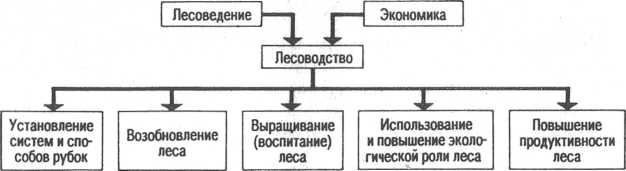 Лесоведение
Экономика
Лесоводство
Установление
систем и спо-
собов рубок
Возобновление
леса
Выращивание
(воспитание)
леса
Использование
и повышение эколо-
гической роли леса
Повышение
продуктивности
леса